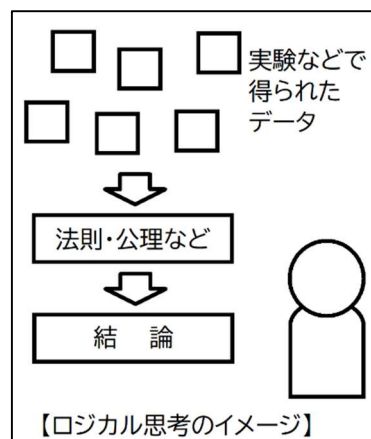 実験などで
得られた
データ
法則・公理など
結　論
【ロジカル思考のイメージ】